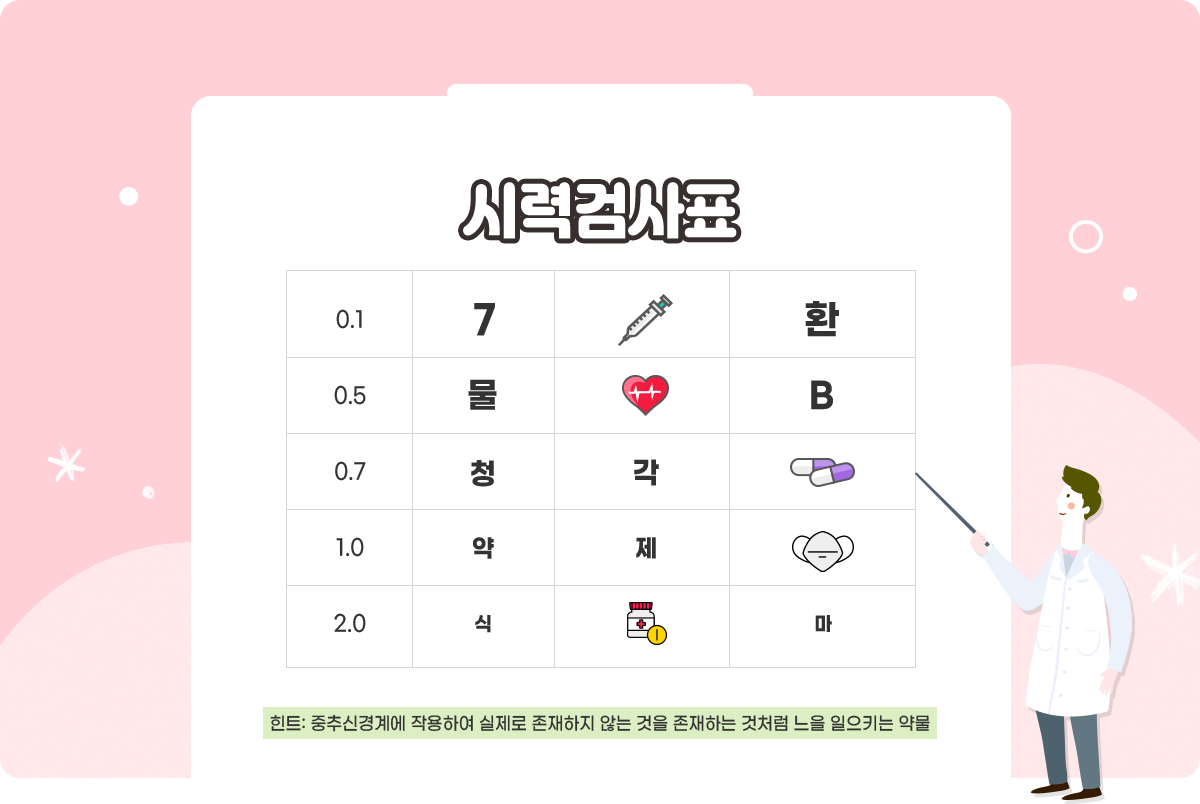 시력검사표
0.1 7 환
0.5 물 B
0.7 청 각
1.0 약 제
2.0 식 마
힌트: 중추신경계에 작용하여 실제로 존재하지 않는 것을 존재하는 것처럼 느을 일으키는 약물